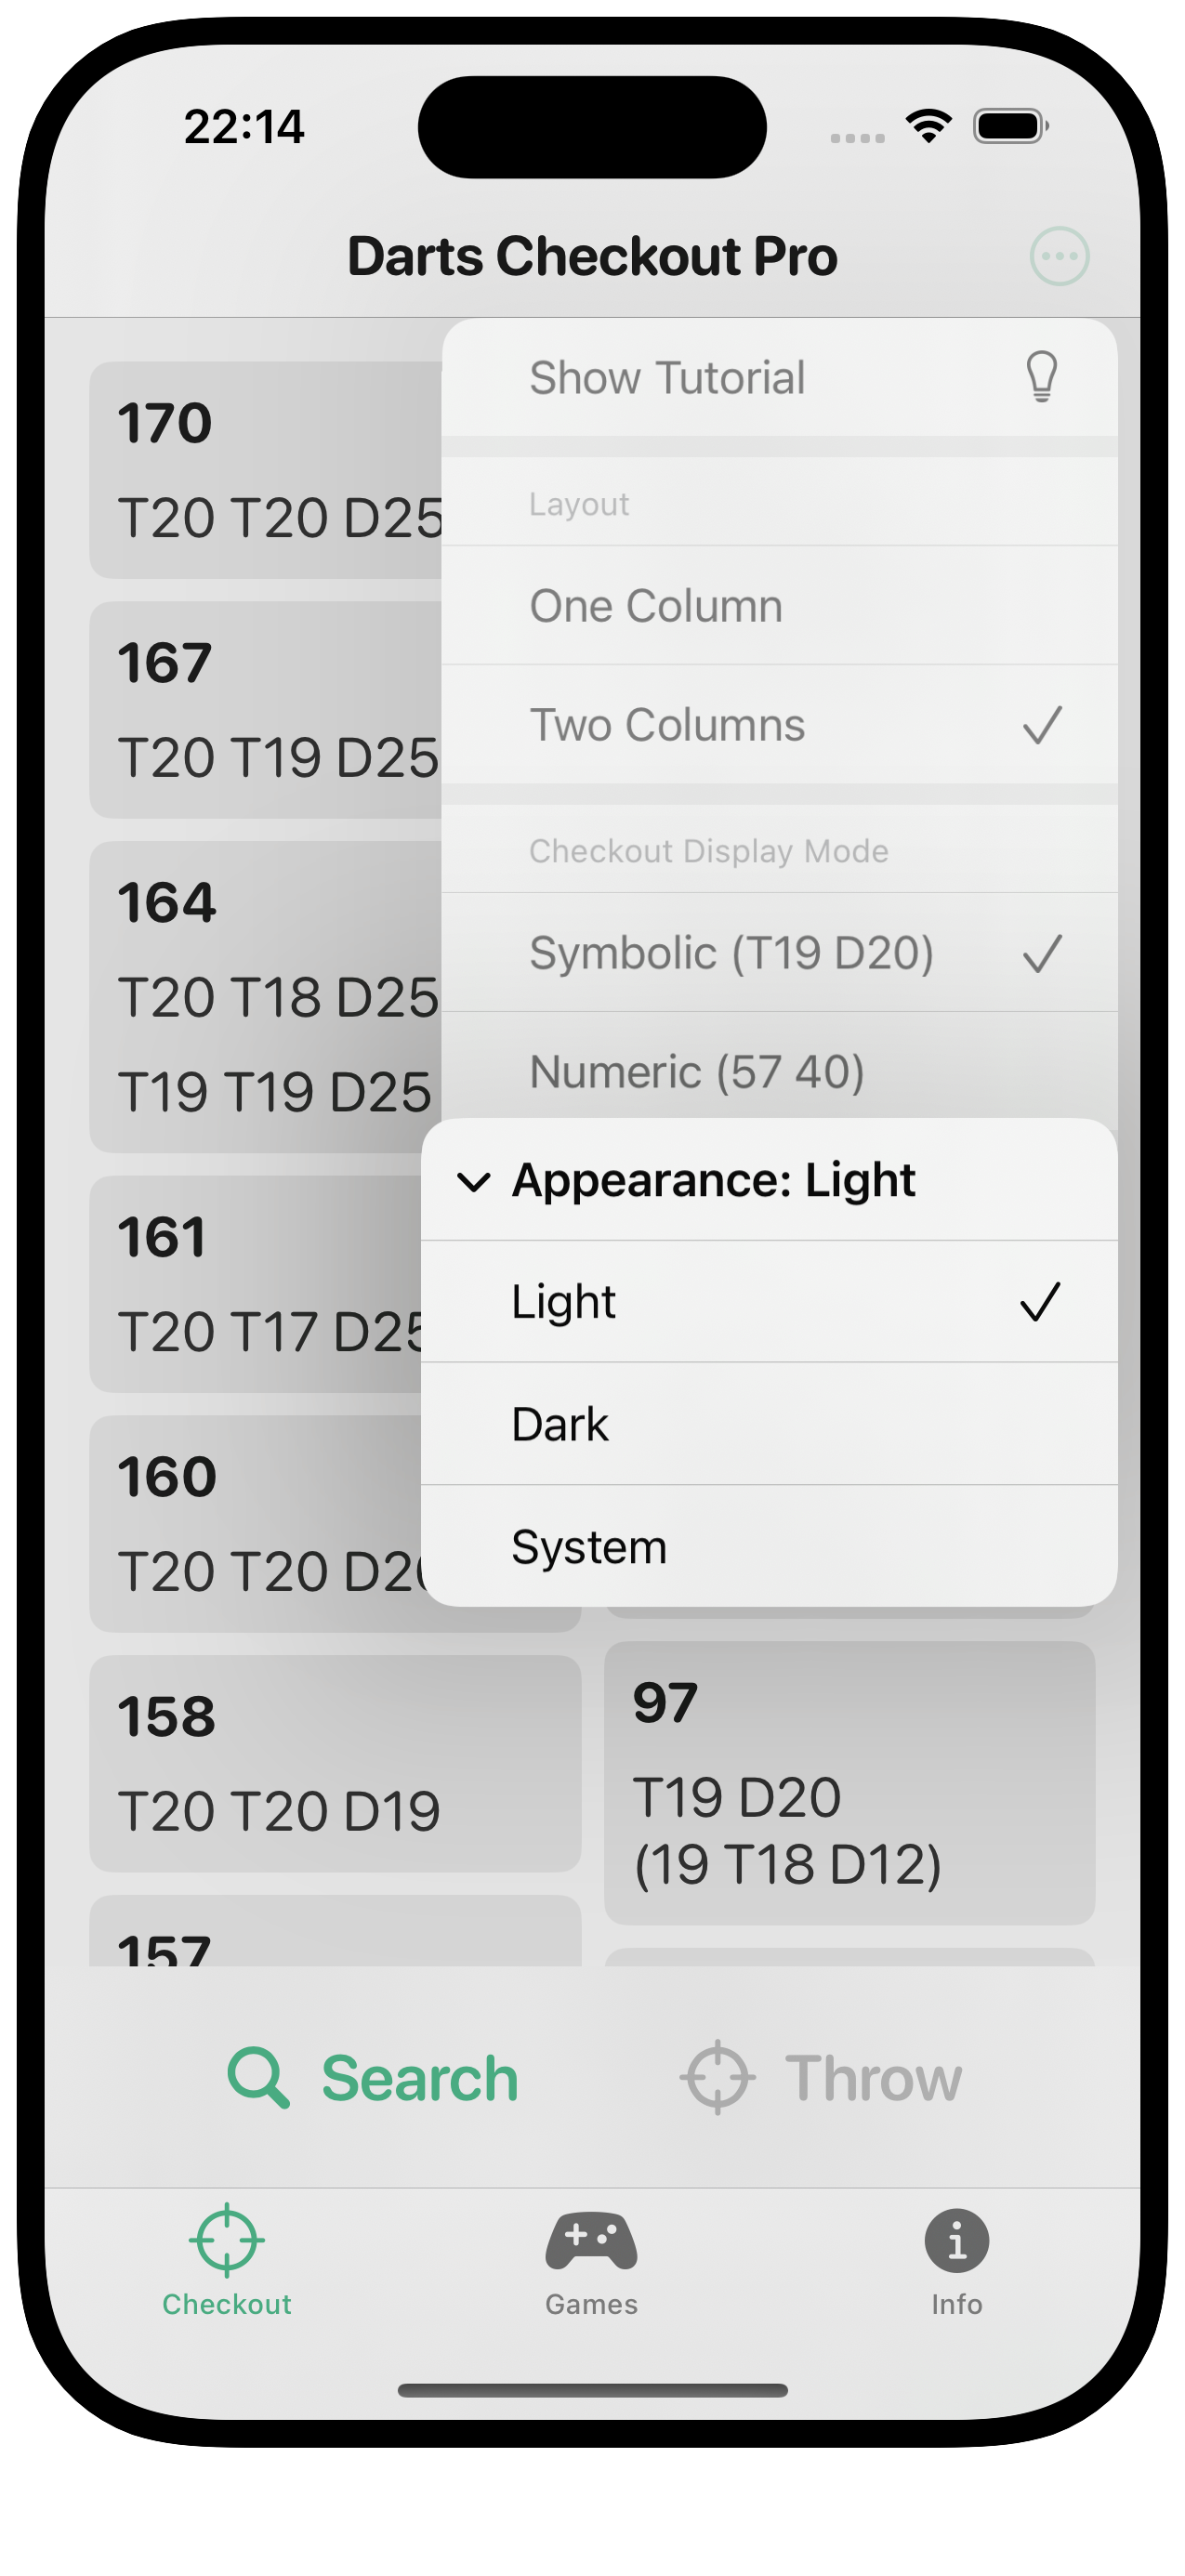 22:14
Darts Checkout Pro
170
T20 T20 D25
167
T20 T19 D25
164
T20 T18 D25
T19 T19 D25
161
T20 T17 D25
160
T20 T20
158
T20 T20 D19
157
Show Tutorial
Layout
One Column
Two Columns
Checkout Display Mode
Symbolic (T19 D20)
Numeric (57 40)
Appearance: Light
Light
Dark
System
97
T19 D20
(19 T18 D12)
Search
Throw
Checkout
Games
Info